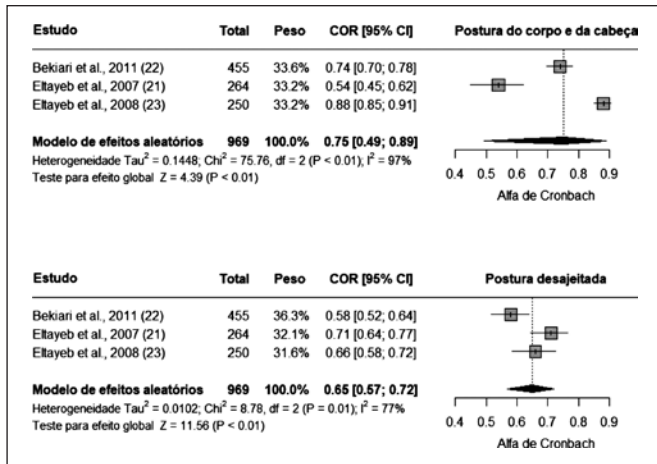 Estudo Total Peso COR [95% CI] Postura do corpo e da cabeça
Bekiari et al., 2011 (22) 455 33.6% 0.74 [0.70; 0.78]
Eltayeb et al., 2007 (21) 264 33.2% 0.54 [0.45; 0.62]
Eltayeb et al., 2008 (23) 250 33.2% 0.88 [0.85; 0.91]
Modelo de efeitos aleatórios 969 100.0% 0.75 [0.49; 0.89]
Heterogeneidade Tau² = 0.1448; Chi² = 75.76, df = 2 (P < 0.01); I² = 97%
Teste para efeito global Z = 4.39 (P < 0.01)
0.4 0.5 0.6 0.7 0.8 0.9
Alfa de Cronbach
Estudo Total Peso COR [95% CI] Postura desajeitada
Bekiari et al., 2011 (22) 455 36.3% 0.58 [0.52; 0.64]
Eltayeb et al., 2007 (21) 264 32.1% 0.71 [0.64; 0.77]
Eltayeb et al., 2008 (23) 250 31.6% 0.66 [0.58; 0.72]
Modelo de efeitos aleatórios 969 100.0% 0.65 [0.57; 0.72]
Heterogeneidade Tau² = 0.0102; Chi² = 8.78, df = 2 (P = 0.01); I² = 77%
Teste para efeito global Z = 11.56 (P < 0.01)
0.4 0.5 0.6 0.7 0.8 0.9
Alfa de Cronbach